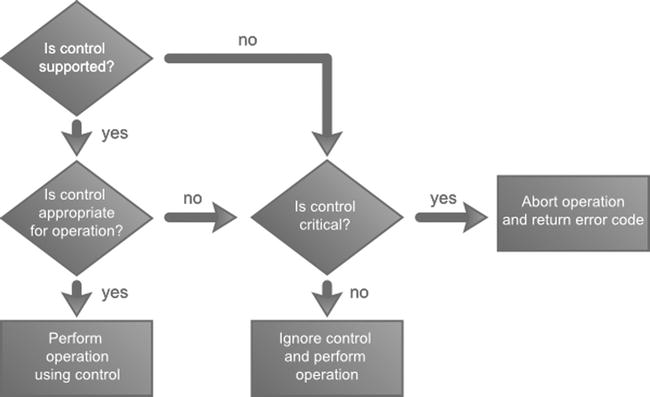 Is control
supported?
no
yes
Is control
appropriate
for operation?
no
Is control
critical?
yes
Abort operation
and return error code
yes
no
Perform
operation
using control
Ignore control
and perform
operation